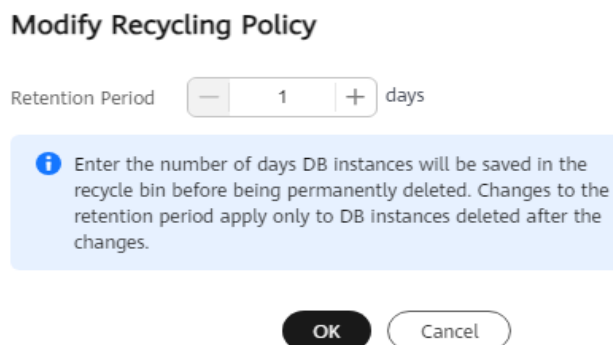 Modify Recycling Policy
Retention Period — 1 + days
Enter the number of days DB instances will be saved in the
recycle bin before being permanently deleted. Changes to the
retention period apply only to DB instances deleted after the
changes.
OK Cancel